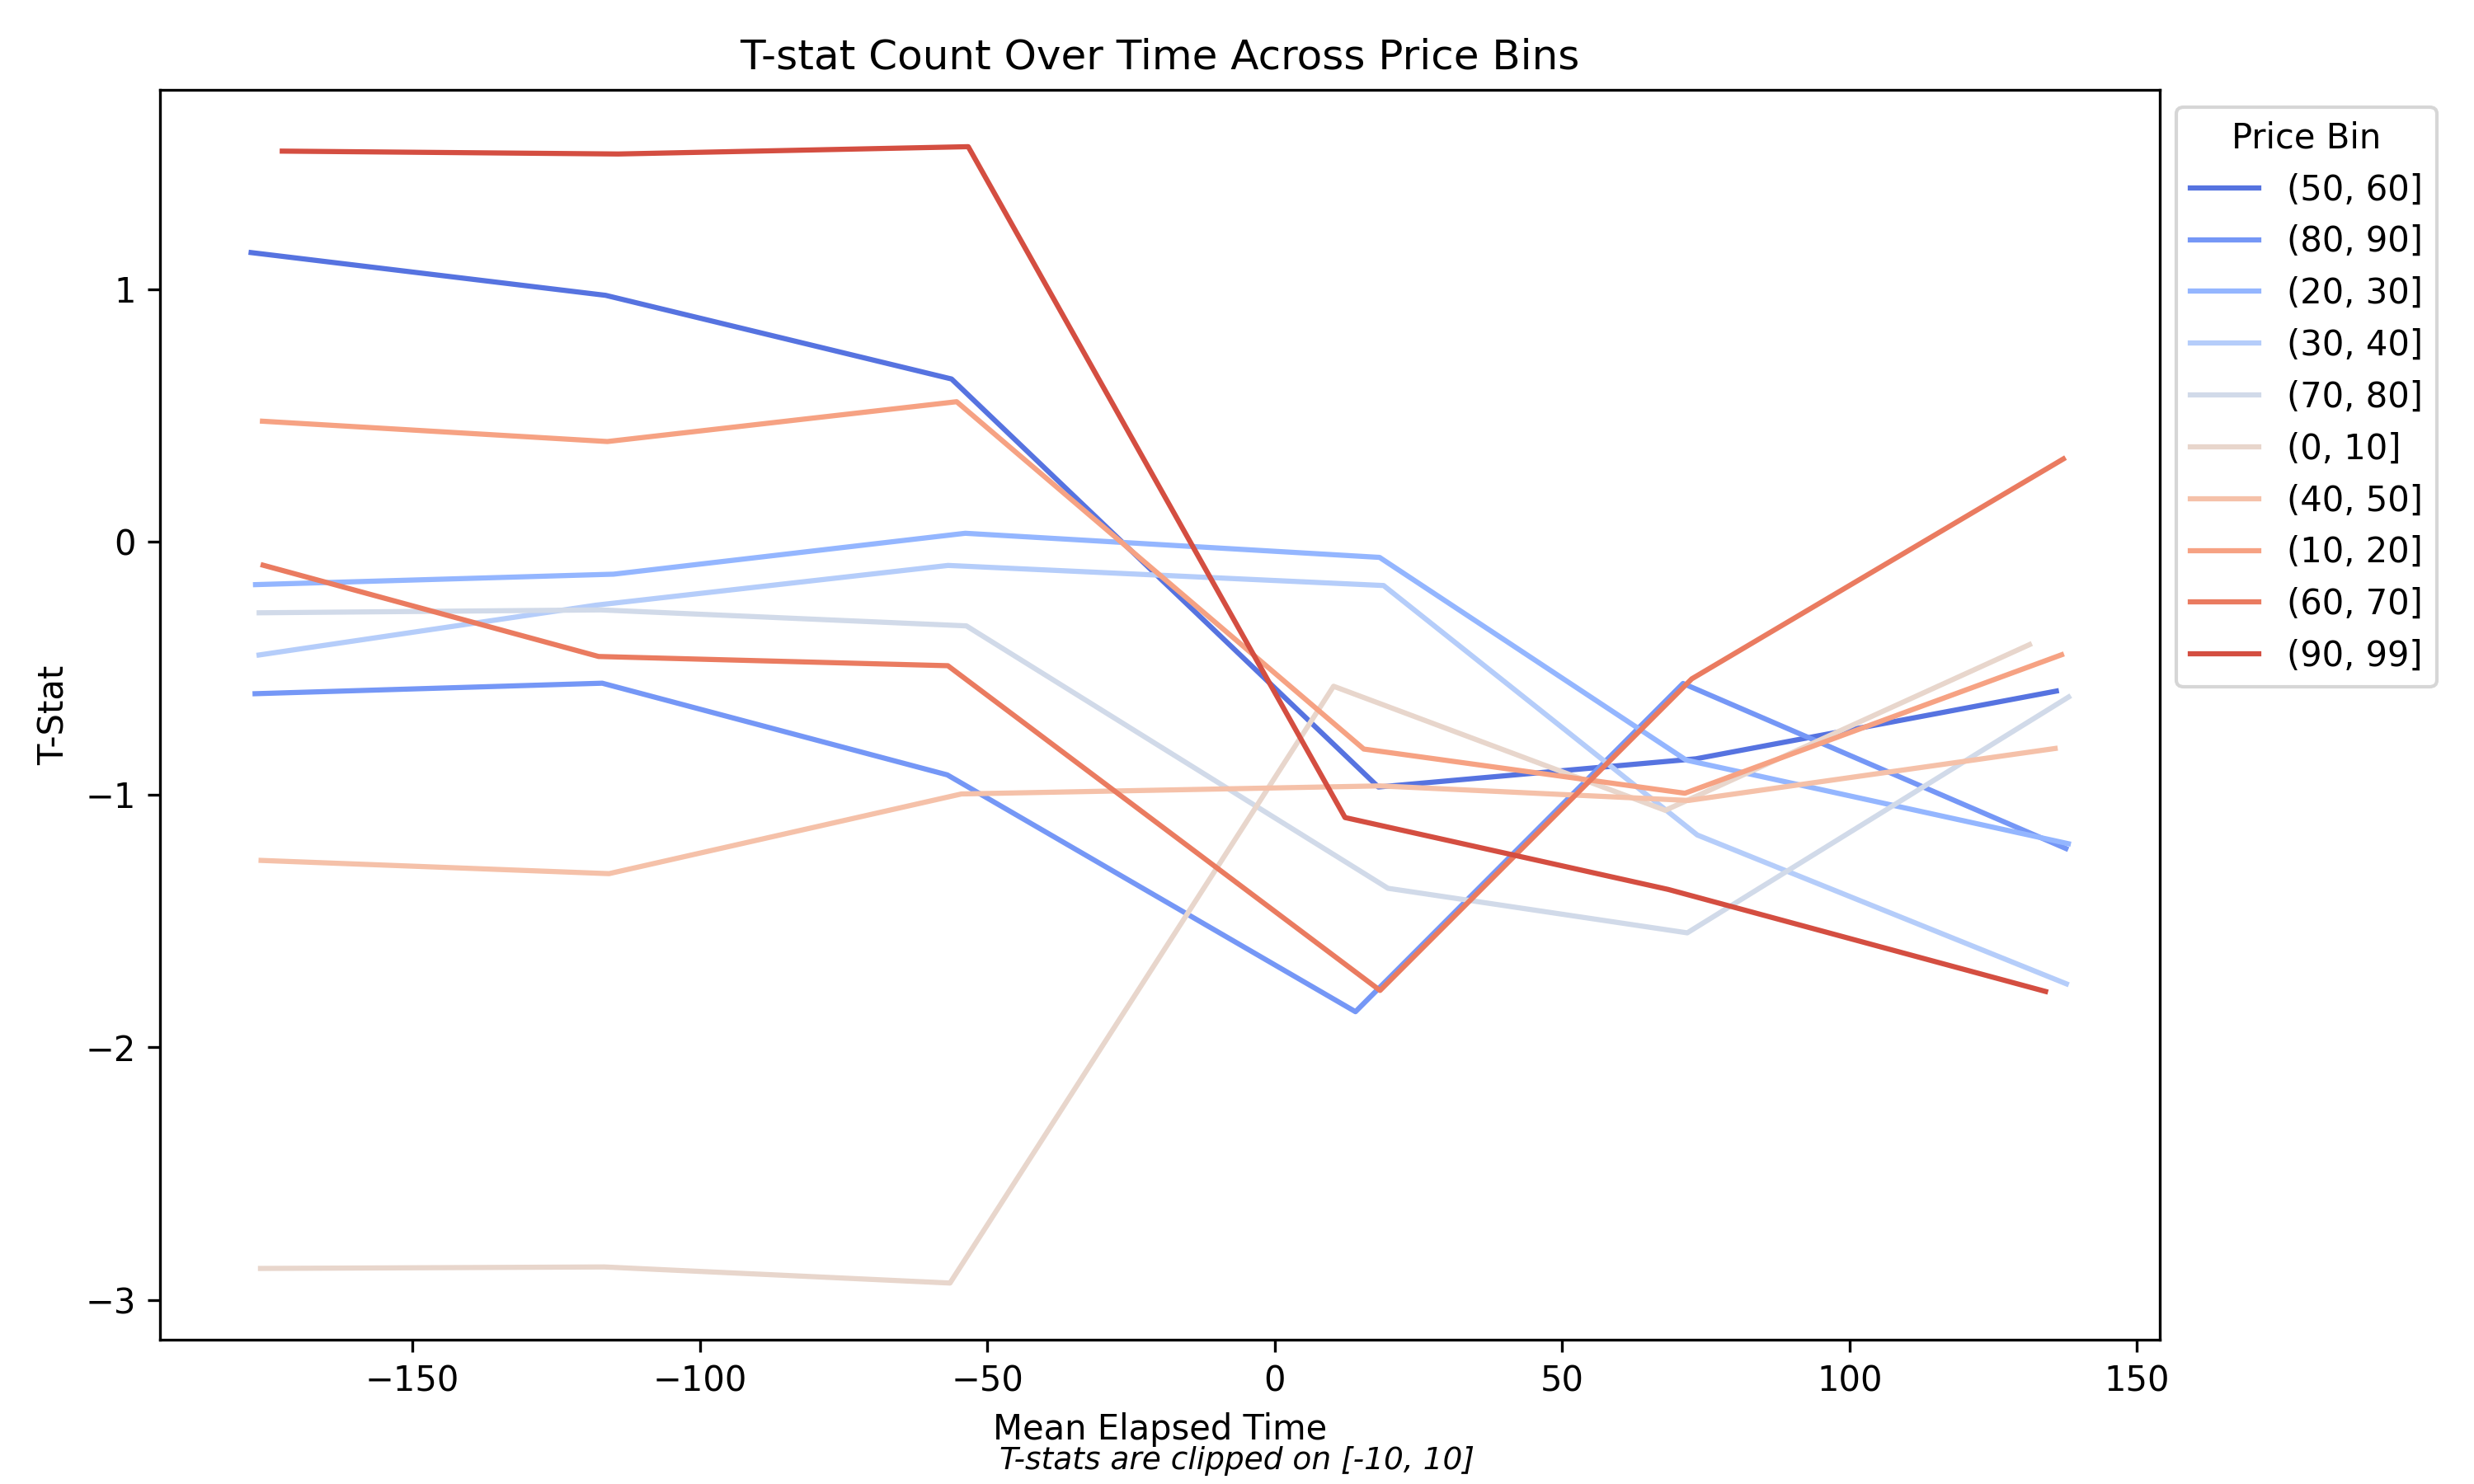 T-stat Count Over Time Across Price Bins
Price Bin
(50, 60]
(80, 90]
(20, 30]
(30, 40]
(70, 80]
(0, 10]
(40, 50]
(10, 20]
(60, 70]
(90, 99]
T-Stat
1
0
−1
−2
−3
−150 −100 −50 0 50 100 150
Mean Elapsed Time
T-stats are clipped on [-10, 10]